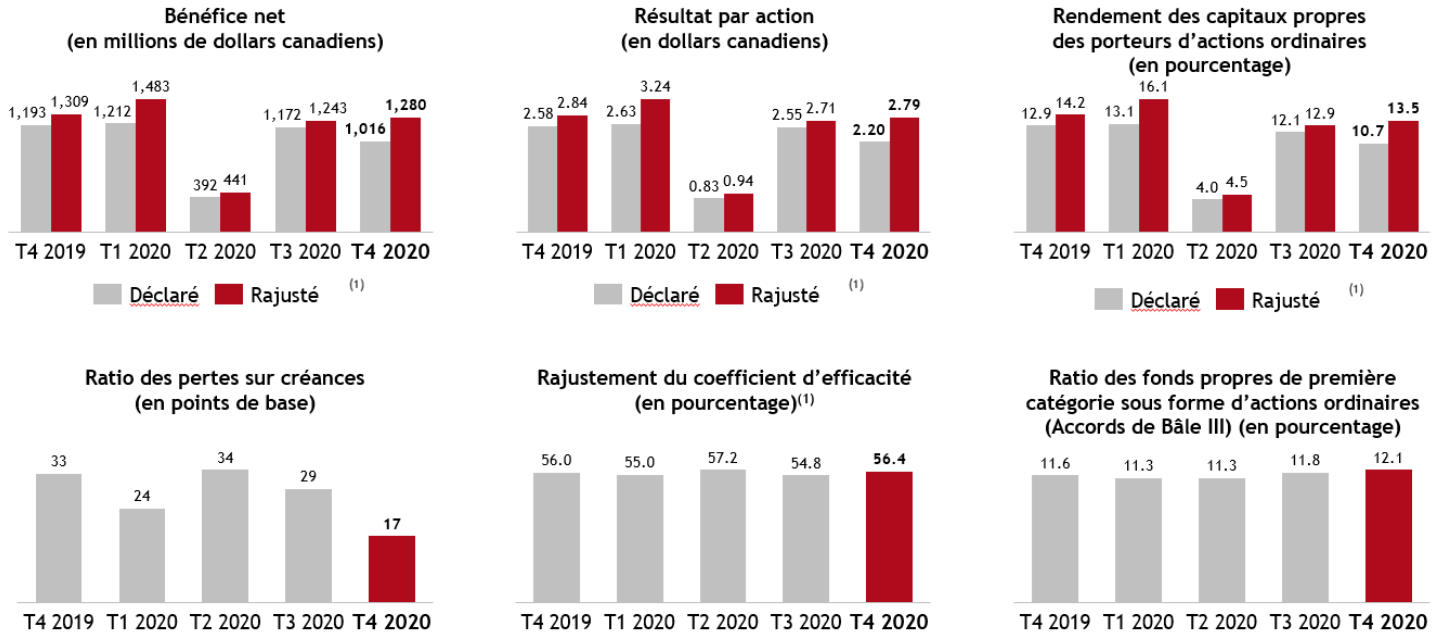 Bénéfice net
(en millions de dollars canadiens)
1,193 1,309 1,212 1,483 392 441 1,172 1,243 1,016 1,280
T4 2019 T1 2020 T2 2020 T3 2020 T4 2020
Déclaré Rajusté (1)
Résultat par action
(en dollars canadiens)
2.58 2.84 2.63 3.24 0.83 0.94 2.55 2.71 2.20 2.79
T4 2019 T1 2020 T2 2020 T3 2020 T4 2020
Déclaré Rajusté (1)
Rendement des capitaux propres
des porteurs d’actions ordinaires
(en pourcentage)
12.9 14.2 13.1 16.1 4.0 4.5 12.1 12.9 10.7 13.5
T4 2019 T1 2020 T2 2020 T3 2020 T4 2020
Déclaré Rajusté (1)
Ratio des pertes sur créances
(en points de base)
33 24 34 29 17
T4 2019 T1 2020 T2 2020 T3 2020 T4 2020
Rajustement du coefficient d’efficacité
(en pourcentage)(1)
56.0 55.0 57.2 54.8 56.4
T4 2019 T1 2020 T2 2020 T3 2020 T4 2020
Ratio des fonds propres de première
catégorie sous forme d’actions ordinaires
(Accords de Bâle III) (en pourcentage)
11.6 11.3 11.3 11.8 12.1
T4 2019 T1 2020 T2 2020 T3 2020 T4 2020